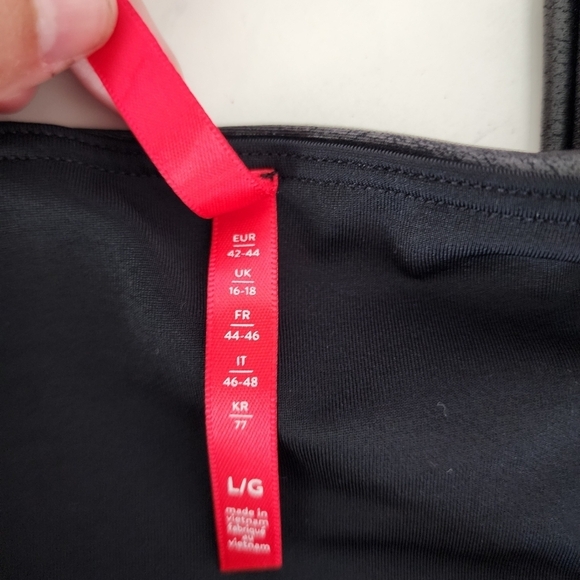 EUR
42-44
UK
16-18
FR
44-46
IT
46-48
KR
77
L/G
made in
vietnam
fabriqué
au
vietnam